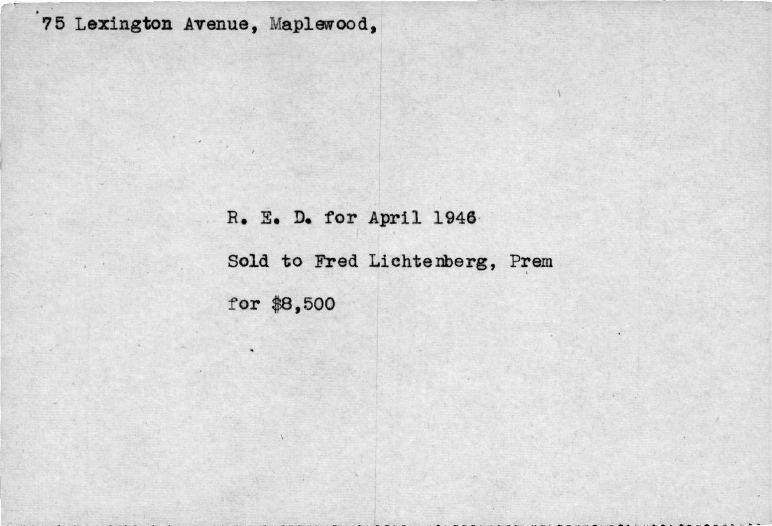 75 Lexington Avenue, Maplewood,
R. E. D. for April 1946
Sold to Fred Lichtenberg, Prem
for $8,500